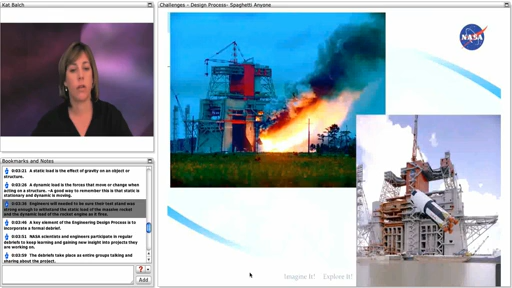 Kat Balch
Challenges - Design Process- Spaghetti Anyone
NASA
Bookmarks and Notes
0:03:21 A static load is the effect of gravity on an object or
structure.
0:03:26 A dynamic load is the forces that move or change when
acting on a structure. ~A good way to remember this is that static
is stationary and dynamic is moving.
0:03:38 Engineers will needed to be sure their test stand was
strong enough to withstand the static load of the massive rocket
and the dynamic load of the rocket engine as it fires.
0:03:46 A key element of the Engineering Design Process is to
incorporate a formal debrief.
0:03:51 NASA scientists and engineers participate in regular
debriefs to keep learning and gaining new insight into projects they
are working on.
0:03:59 The debriefs take place as entire groups talking and
sharing about the project.
?
Add
Imagine It! Explore It!